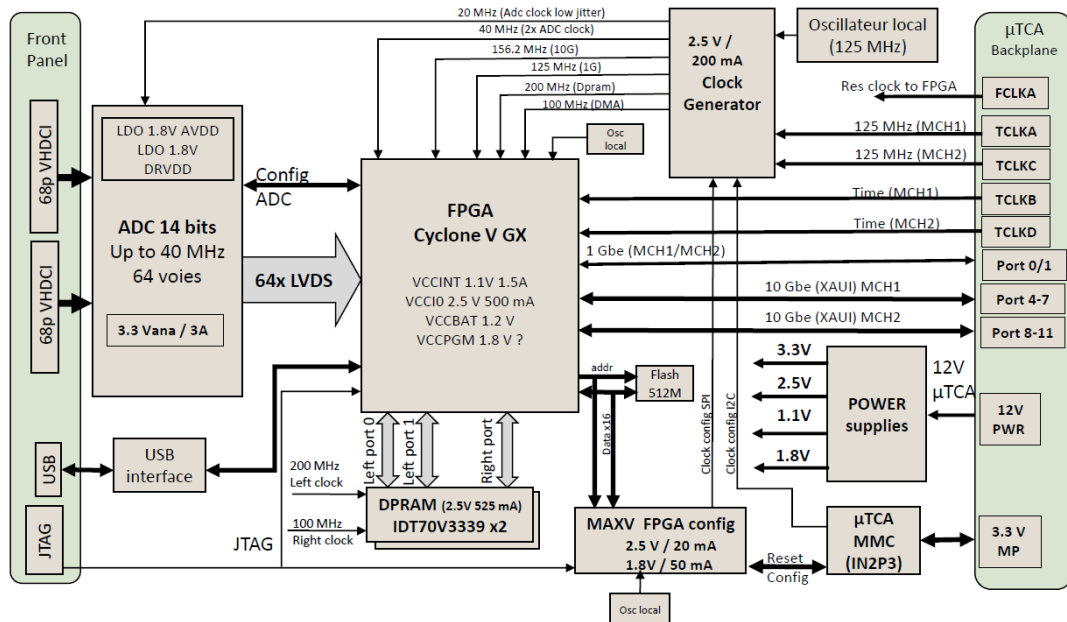 Front
Panel
68p VHDCI
68p VHDCI
USB
JTAG
LDO 1.8V AVDD
LDO 1.8V
DRVDD
ADC 14 bits
Up to 40 MHz
64 voies
3.3 Vana / 3A
USB
interface
20 MHz (Adc clock low jitter)
40 MHz (2x ADC clock)
156.2 MHz (10G)
125 MHz (1G)
200 MHz (Dpram)
100 MHz (DMA)
Config
ADC
64x LVDS
Osc
local
FPGA
Cyclone V GX
VCCINT 1.1V 1.5A
VCCI0 2.5 V 500 mA
VCCBAT 1.2 V
VCCPGM 1.8 V ?
2.5 V /
200 mA
Clock
Generator
Oscillateur local
(125 MHz)
Res clock to FPGA
125 MHz (MCH1)
125 MHz (MCH2)
Time (MCH1)
Time (MCH2)
1 Gbe (MCH1/MCH2)
10 Gbe (XAUI) MCH1
10 Gbe (XAUI) MCH2
µTCA
Backplane
FCLKA
TCLKA
TCLKC
TCLKB
TCLKD
Port 0/1
Port 4-7
Port 8-11
12V
PWR
3.3 V
MP
addr
Flash
512M
Data x16
Clock config SPI
Clock config I2C
3.3V
2.5V
1.1V
1.8V
POWER
supplies
12V
µTCA
Left port 0
Left port 1
Right port
200 MHz
Left clock
100 MHz
Right clock
DPRAM (2.5V 525 mA)
IDT70V3339 x2
JTAG
MAXV FPGA config
2.5 V / 20 mA
1.8V / 50 mA
Osc local
Reset
Config
µTCA
MMC
(IN2P3)